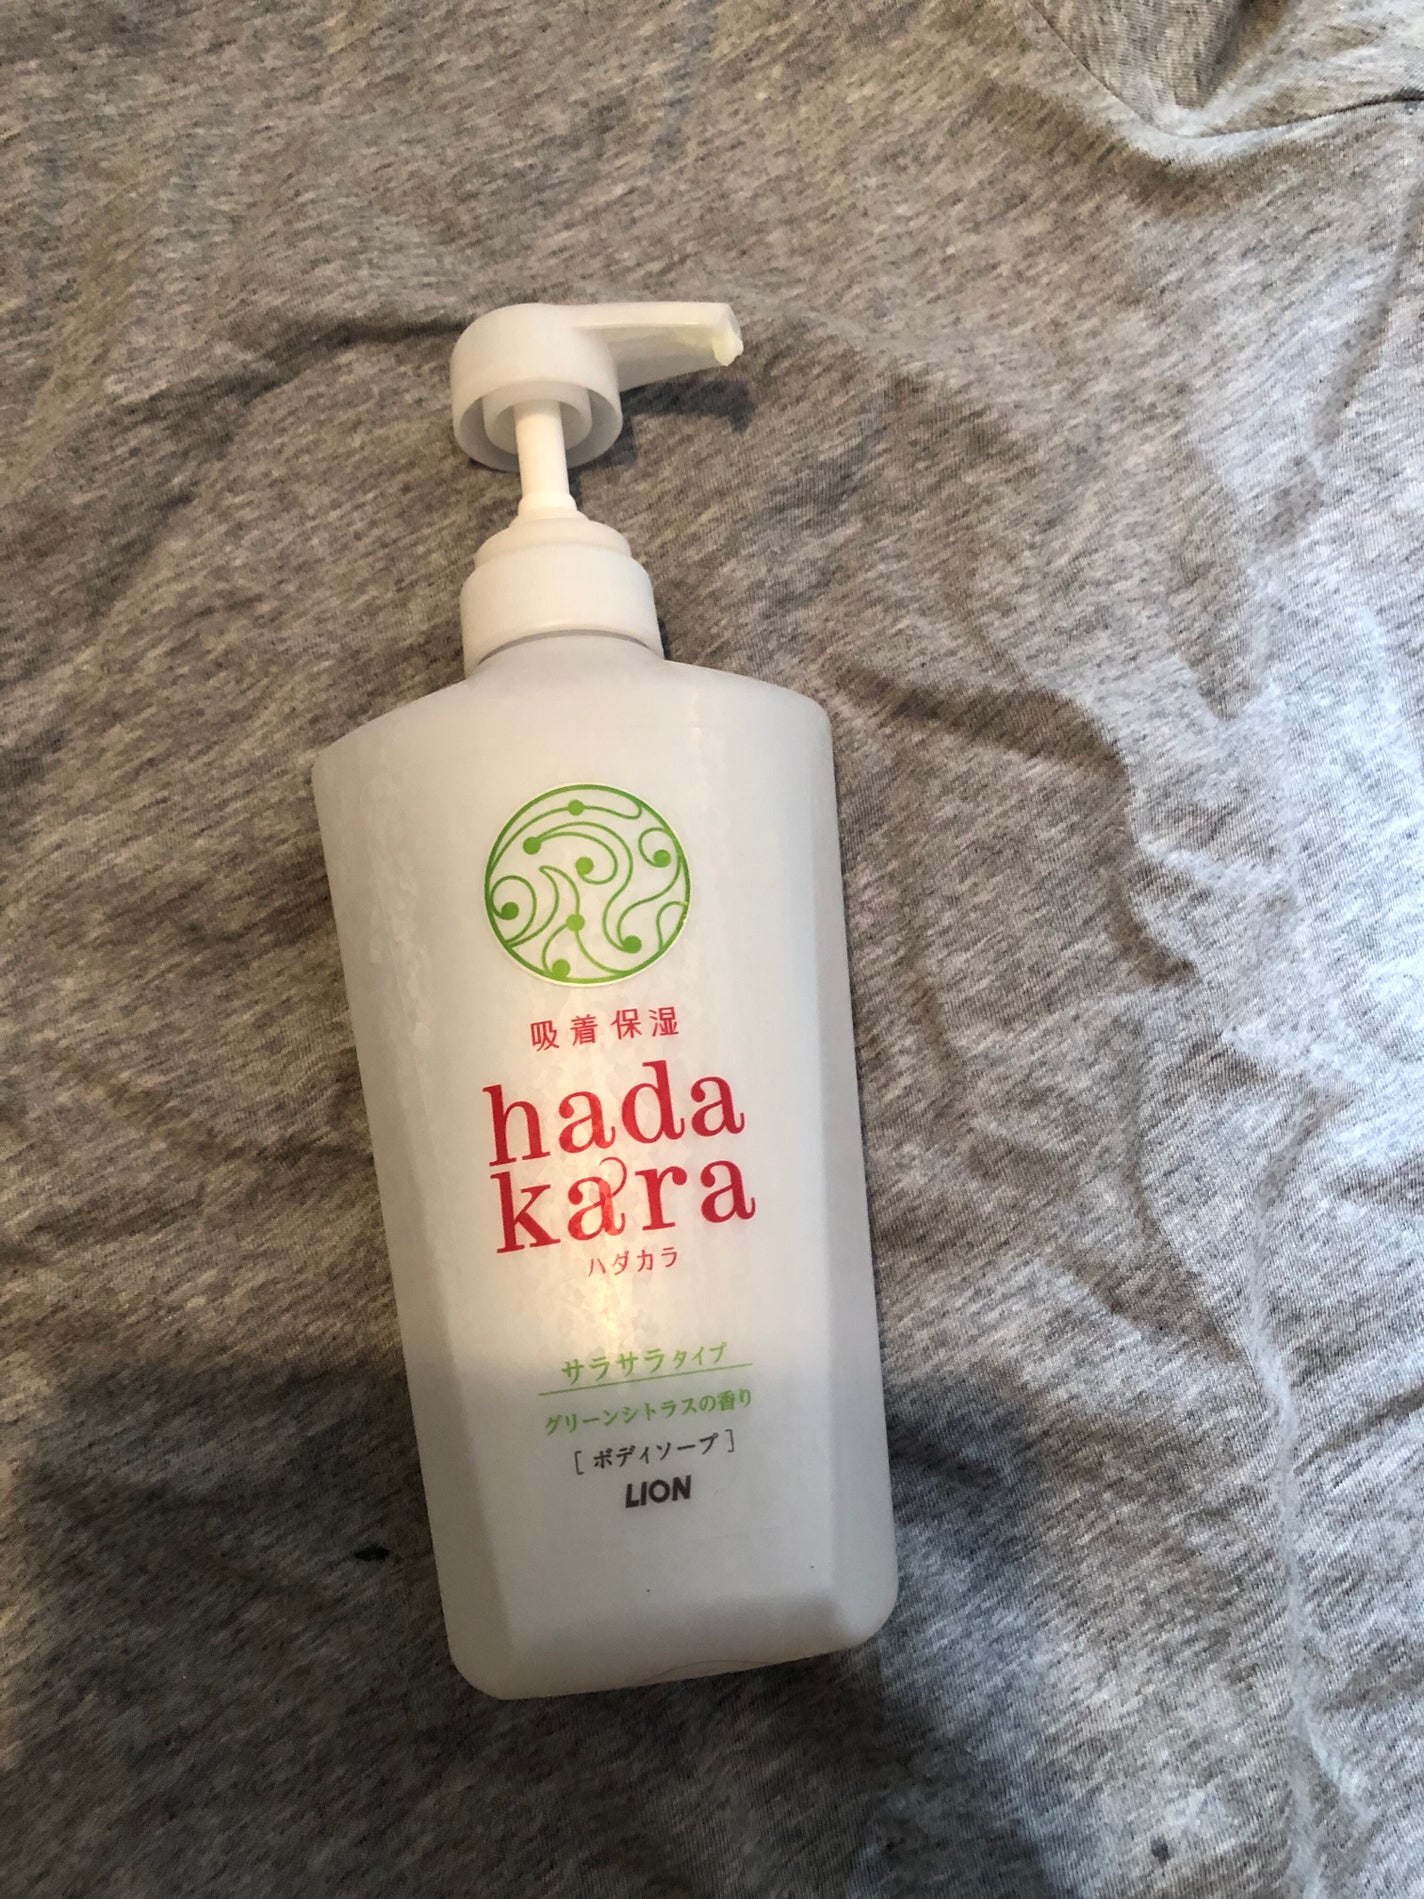 吸着保湿
hada
kara
ハダカラ
サラサラタイプ
グリーンシトラスの香り
[ボディソープ]
LION